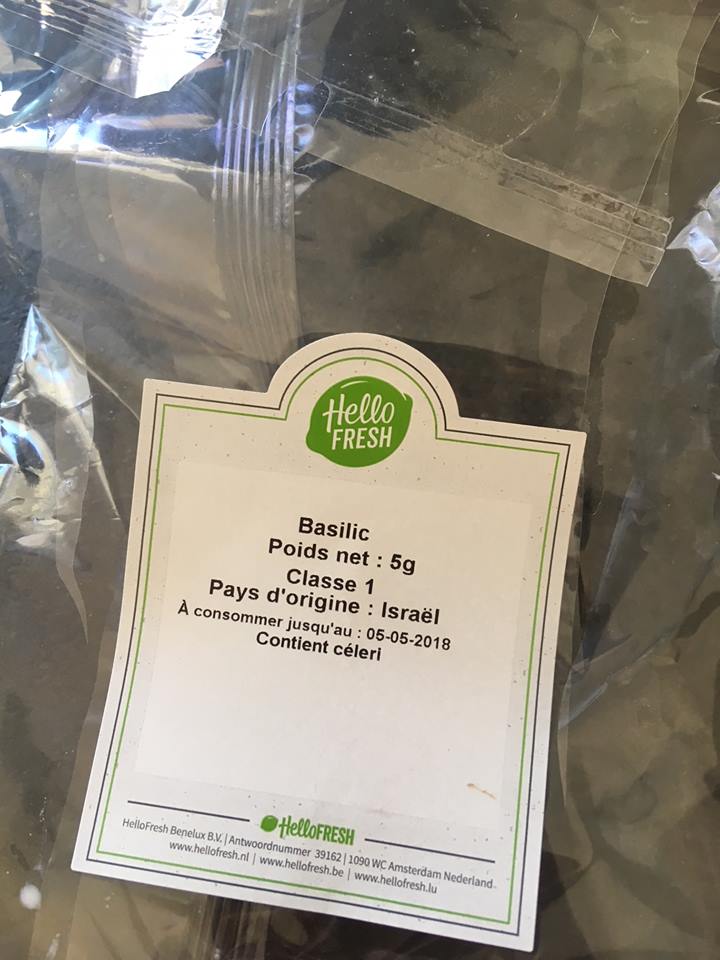 Hello
FRESH
Basilic
Poids net : 5g
Classe 1
Pays d'origine : Israël
À consommer jusqu'au : 05-05-2018
Contient céleri
HelloFRESH
HelloFresh Benelux B.V. | Antwoordnummer 39162 | 1090 WC Amsterdam Nederland
www.hellofresh.nl | www.hellofresh.be | www.hellofresh.lu